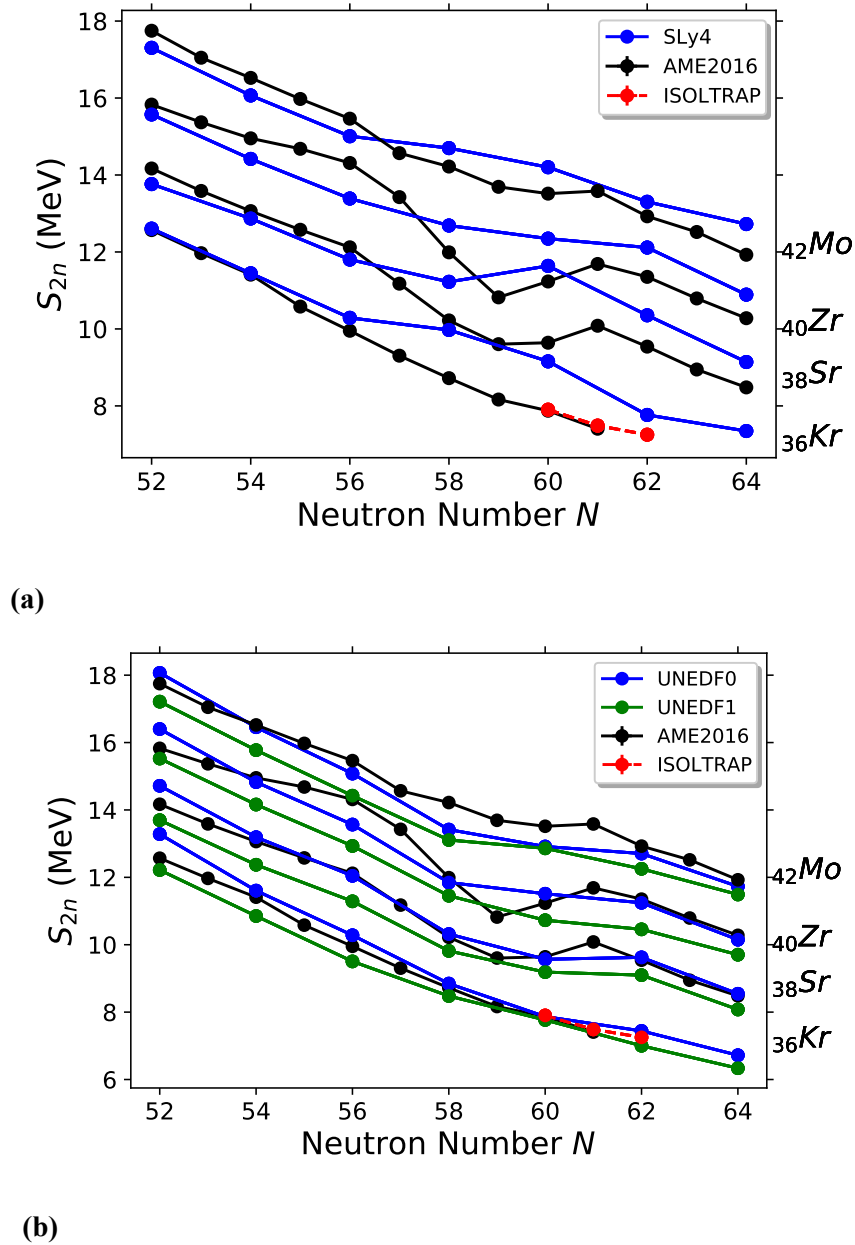 18
16
14
12
10
8
S2n (MeV)
SLy4
AME2016
ISOLTRAP
42Mo
40Zr
38Sr
36Kr
52 54 56 58 60 62 64
Neutron Number N
(a)
18
16
14
12
10
8
6
S2n (MeV)
UNEDF0
UNEDF1
AME2016
ISOLTRAP
42Mo
40Zr
38Sr
36Kr
52 54 56 58 60 62 64
Neutron Number N
(b)